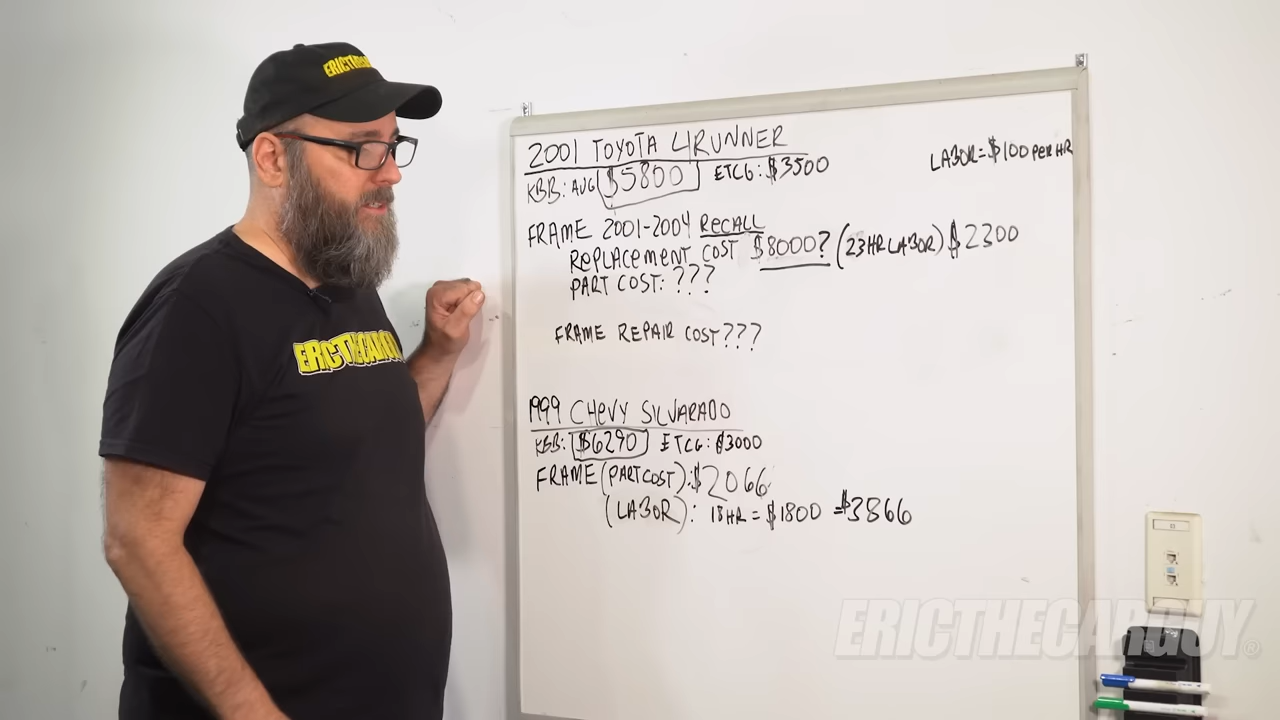 ERICTHECARGUY
2001 TOYOTA 4RUNNER
LABOR = $100 PER HR
KBB: AVG $5800 ETCG: $3500
FRAME 2001-2004 RECALL
REPLACEMENT COST $8000? (23HR LABOR) $2300
PART COST: ???
FRAME REPAIR COST???
1999 CHEVY SILVARADO
KBB: $6290 ETCG: $3000
FRAME (PART COST): $2066
(LABOR): 18HR = $1800 = $3866
ERICTHECARGUY®